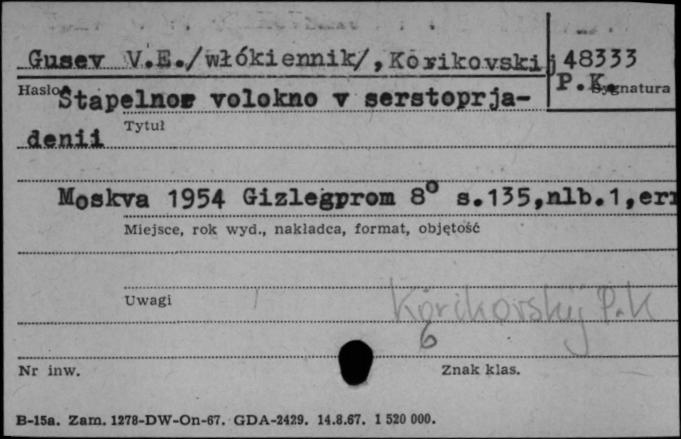 Gusev V.E./włókiennik/,Korikovskij 48333
Hasło P.K. Sygnatura
Stapelnoe volokno v serstoprja-
Tytuł
denii
Moskva 1954 Gizlegprom 8° s.135,nlb.1,err
Miejsce, rok wyd., nakładca, format, objętość
Uwagi
Korikovskij P.K
6
Nr inw. Znak klas.
B-15a. Zam. 1278-DW-On-67. GDA-2429. 14.8.67. 1 520 000.